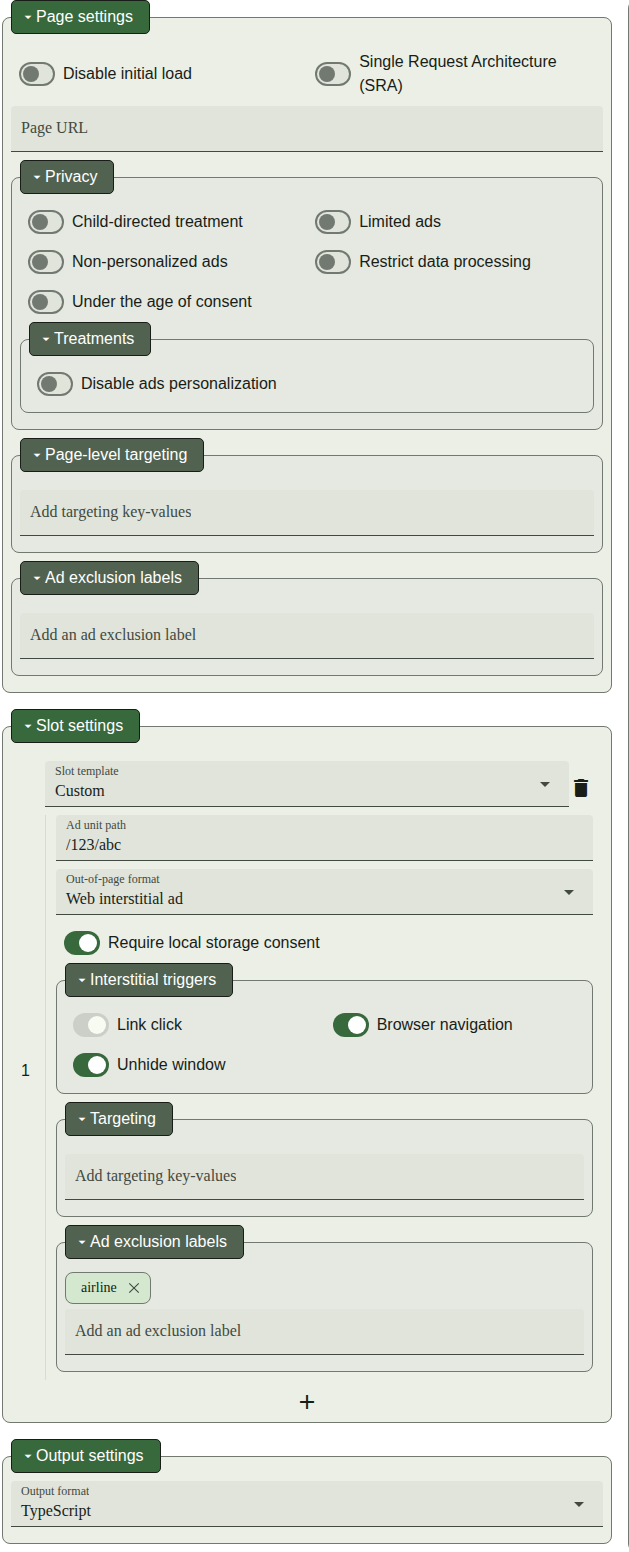 Page settings
Disable initial load
Single Request Architecture
(SRA)
Page URL
Privacy
Child-directed treatment
Limited ads
Non-personalized ads
Restrict data processing
Under the age of consent
Treatments
Disable ads personalization
Page-level targeting
Add targeting key-values
Ad exclusion labels
Add an ad exclusion label
Slot settings
Slot template
Custom
Ad unit path
/123/abc
Out-of-page format
Web interstitial ad
Require local storage consent
Interstitial triggers
Link click
Browser navigation
Unhide window
1
Targeting
Add targeting key-values
Ad exclusion labels
airline
Add an ad exclusion label
+
Output settings
Output format
TypeScript